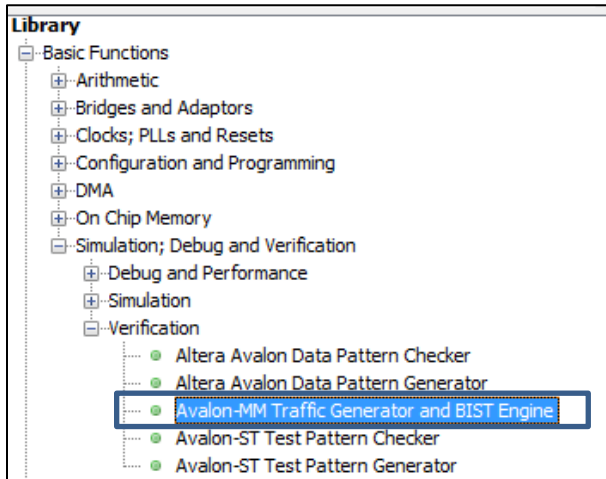 Library
Basic Functions
Arithmetic
Bridges and Adaptors
Clocks; PLLs and Resets
Configuration and Programming
DMA
On Chip Memory
Simulation; Debug and Verification
Debug and Performance
Simulation
Verification
Altera Avalon Data Pattern Checker
Altera Avalon Data Pattern Generator
Avalon-MM Traffic Generator and BIST Engine
Avalon-ST Test Pattern Checker
Avalon-ST Test Pattern Generator